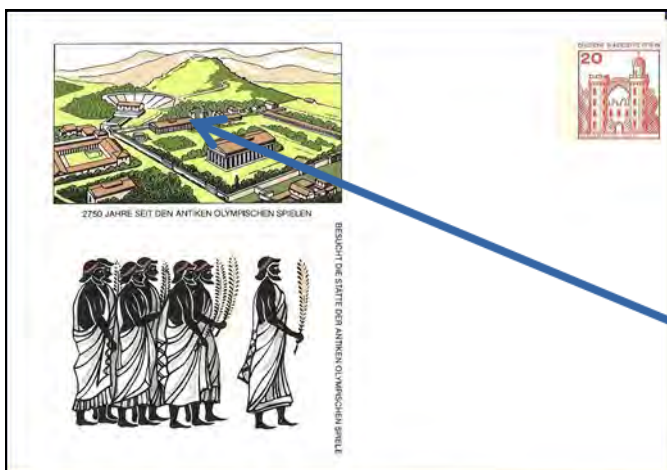 DEUTSCHE BUNDESPOST BERLIN
20
2750 JAHRE SEIT DEN ANTIKEN OLYMPISCHEN SPIELEN
BESUCHT DIE STÄTTE DER ANTIKEN OLYMPISCHEN SPIELE